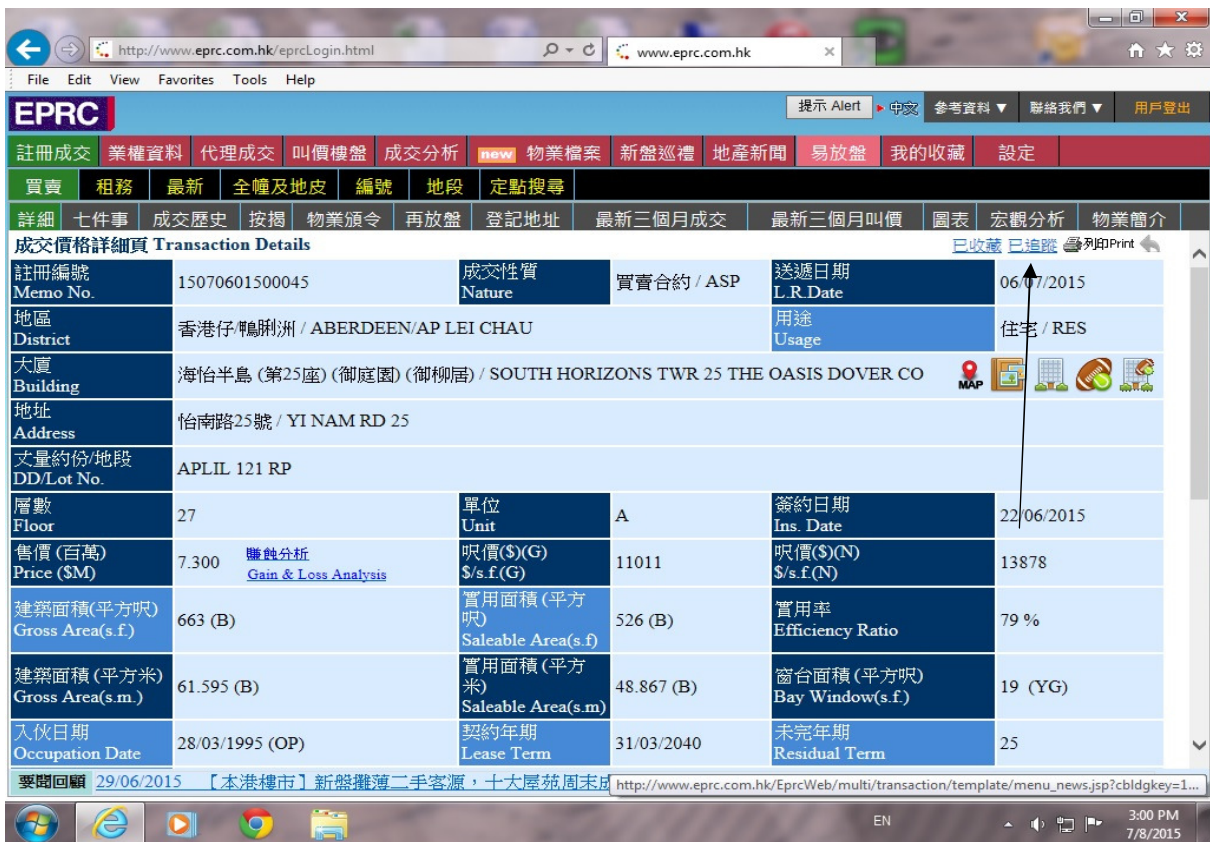 http://www.eprc.com.hk/eprcLogin.html
www.eprc.com.hk
File Edit View Favorites Tools Help
EPRC
提示 Alert 中文 參考資料 ▼ 聯絡我們 ▼ 用戶登出
註冊成交 業權資料 代理成交 叫價樓盤 成交分析 new 物業檔案 新盤巡禮 地產新聞 易放盤 我的收藏 設定
買賣 租務 最新 全幢及地皮 編號 地段 定點搜尋
詳細 七件事 成交歷史 按揭 物業頒令 再放盤 登記地址 最新三個月成交 最新三個月叫價 圖表 宏觀分析 物業簡介
成交價格詳細頁 Transaction Details
已收藏 已追蹤 列印Print
註冊編號
Memo No.
15070601500045
成交性質
Nature
買賣合約 / ASP
送遞日期
L.R.Date
06/07/2015
地區
District
香港仔/鴨脷洲 / ABERDEEN/AP LEI CHAU
用途
Usage
住宅 / RES
大廈
Building
海怡半島 (第25座) (御庭園) (御柳居) / SOUTH HORIZONS TWR 25 THE OASIS DOVER CO
MAP
地址
Address
怡南路25號 / YI NAM RD 25
丈量約份/地段
DD/Lot No.
APLIL 121 RP
層數
Floor
27
單位
Unit
A
簽約日期
Ins. Date
22/06/2015
售價 (百萬)
Price ($M)
7.300
賺蝕分析
Gain & Loss Analysis
呎價($)(G)
$/s.f.(G)
11011
呎價($)(N)
$/s.f.(N)
13878
建築面積(平方呎)
Gross Area(s.f.)
663 (B)
實用面積 (平方
呎)
Saleable Area(s.f)
526 (B)
實用率
Efficiency Ratio
79 %
建築面積 (平方米)
Gross Area(s.m.)
61.595 (B)
實用面積 (平方
米)
Saleable Area(s.m)
48.867 (B)
窗台面積 (平方呎)
Bay Window(s.f.)
19 (YG)
入伙日期
Occupation Date
28/03/1995 (OP)
契約年期
Lease Term
31/03/2040
未完年期
Residual Term
25
要聞回顧 29/06/2015 【本港樓市】新盤攤薄二手客源，十大屋苑周末成
http://www.eprc.com.hk/EprcWeb/multi/transaction/template/menu_news.jsp?cbldgkey=1...
EN
3:00 PM
7/8/2015